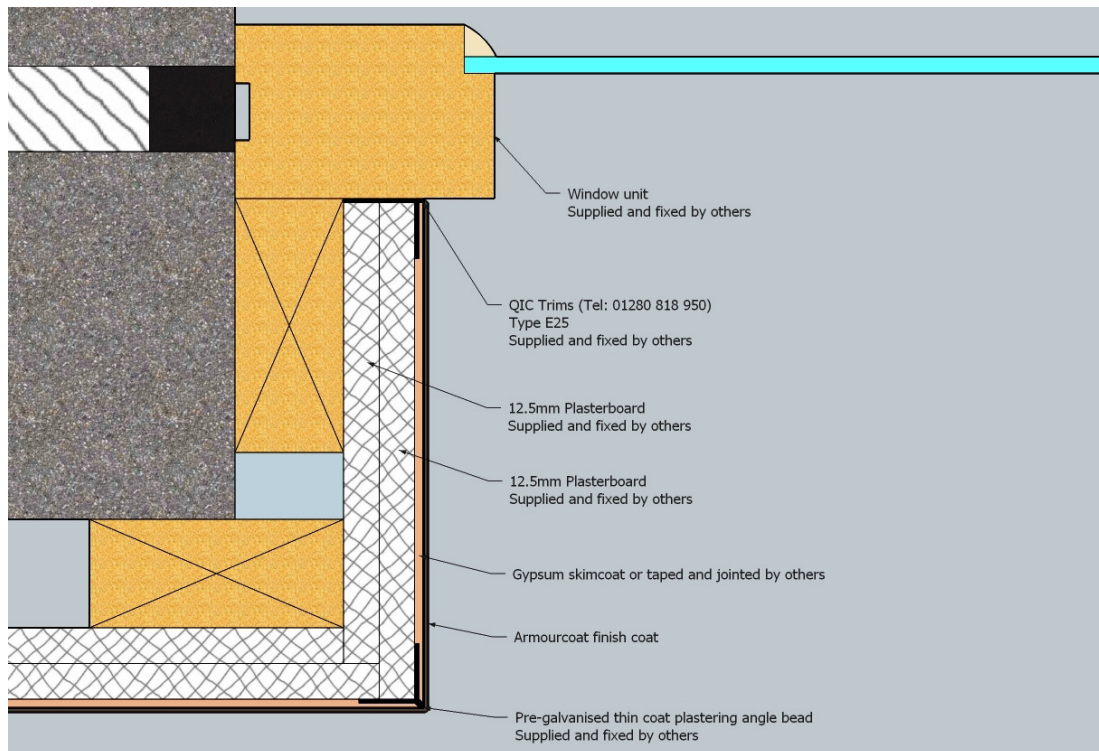 Window unit
Supplied and fixed by others
QIC Trims (Tel: 01280 818 950)
Type E25
Supplied and fixed by others
12.5mm Plasterboard
Supplied and fixed by others
12.5mm Plasterboard
Supplied and fixed by others
Gypsum skimcoat or taped and jointed by others
Armourcoat finish coat
Pre-galvanised thin coat plastering angle bead
Supplied and fixed by others